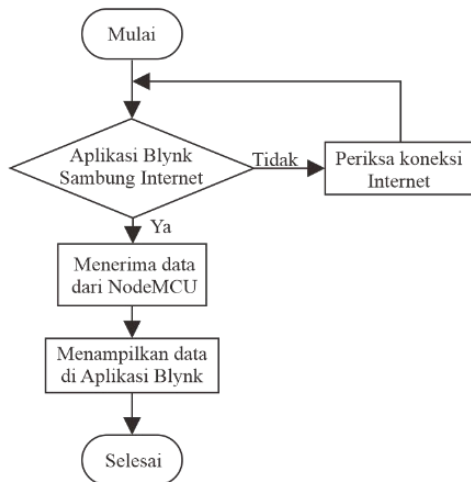 Mulai
Aplikasi Blynk
Sambung Internet
Tidak
Periksa koneksi
Internet
Ya
Menerima data
dari NodeMCU
Menampilkan data
di Aplikasi Blynk
Selesai